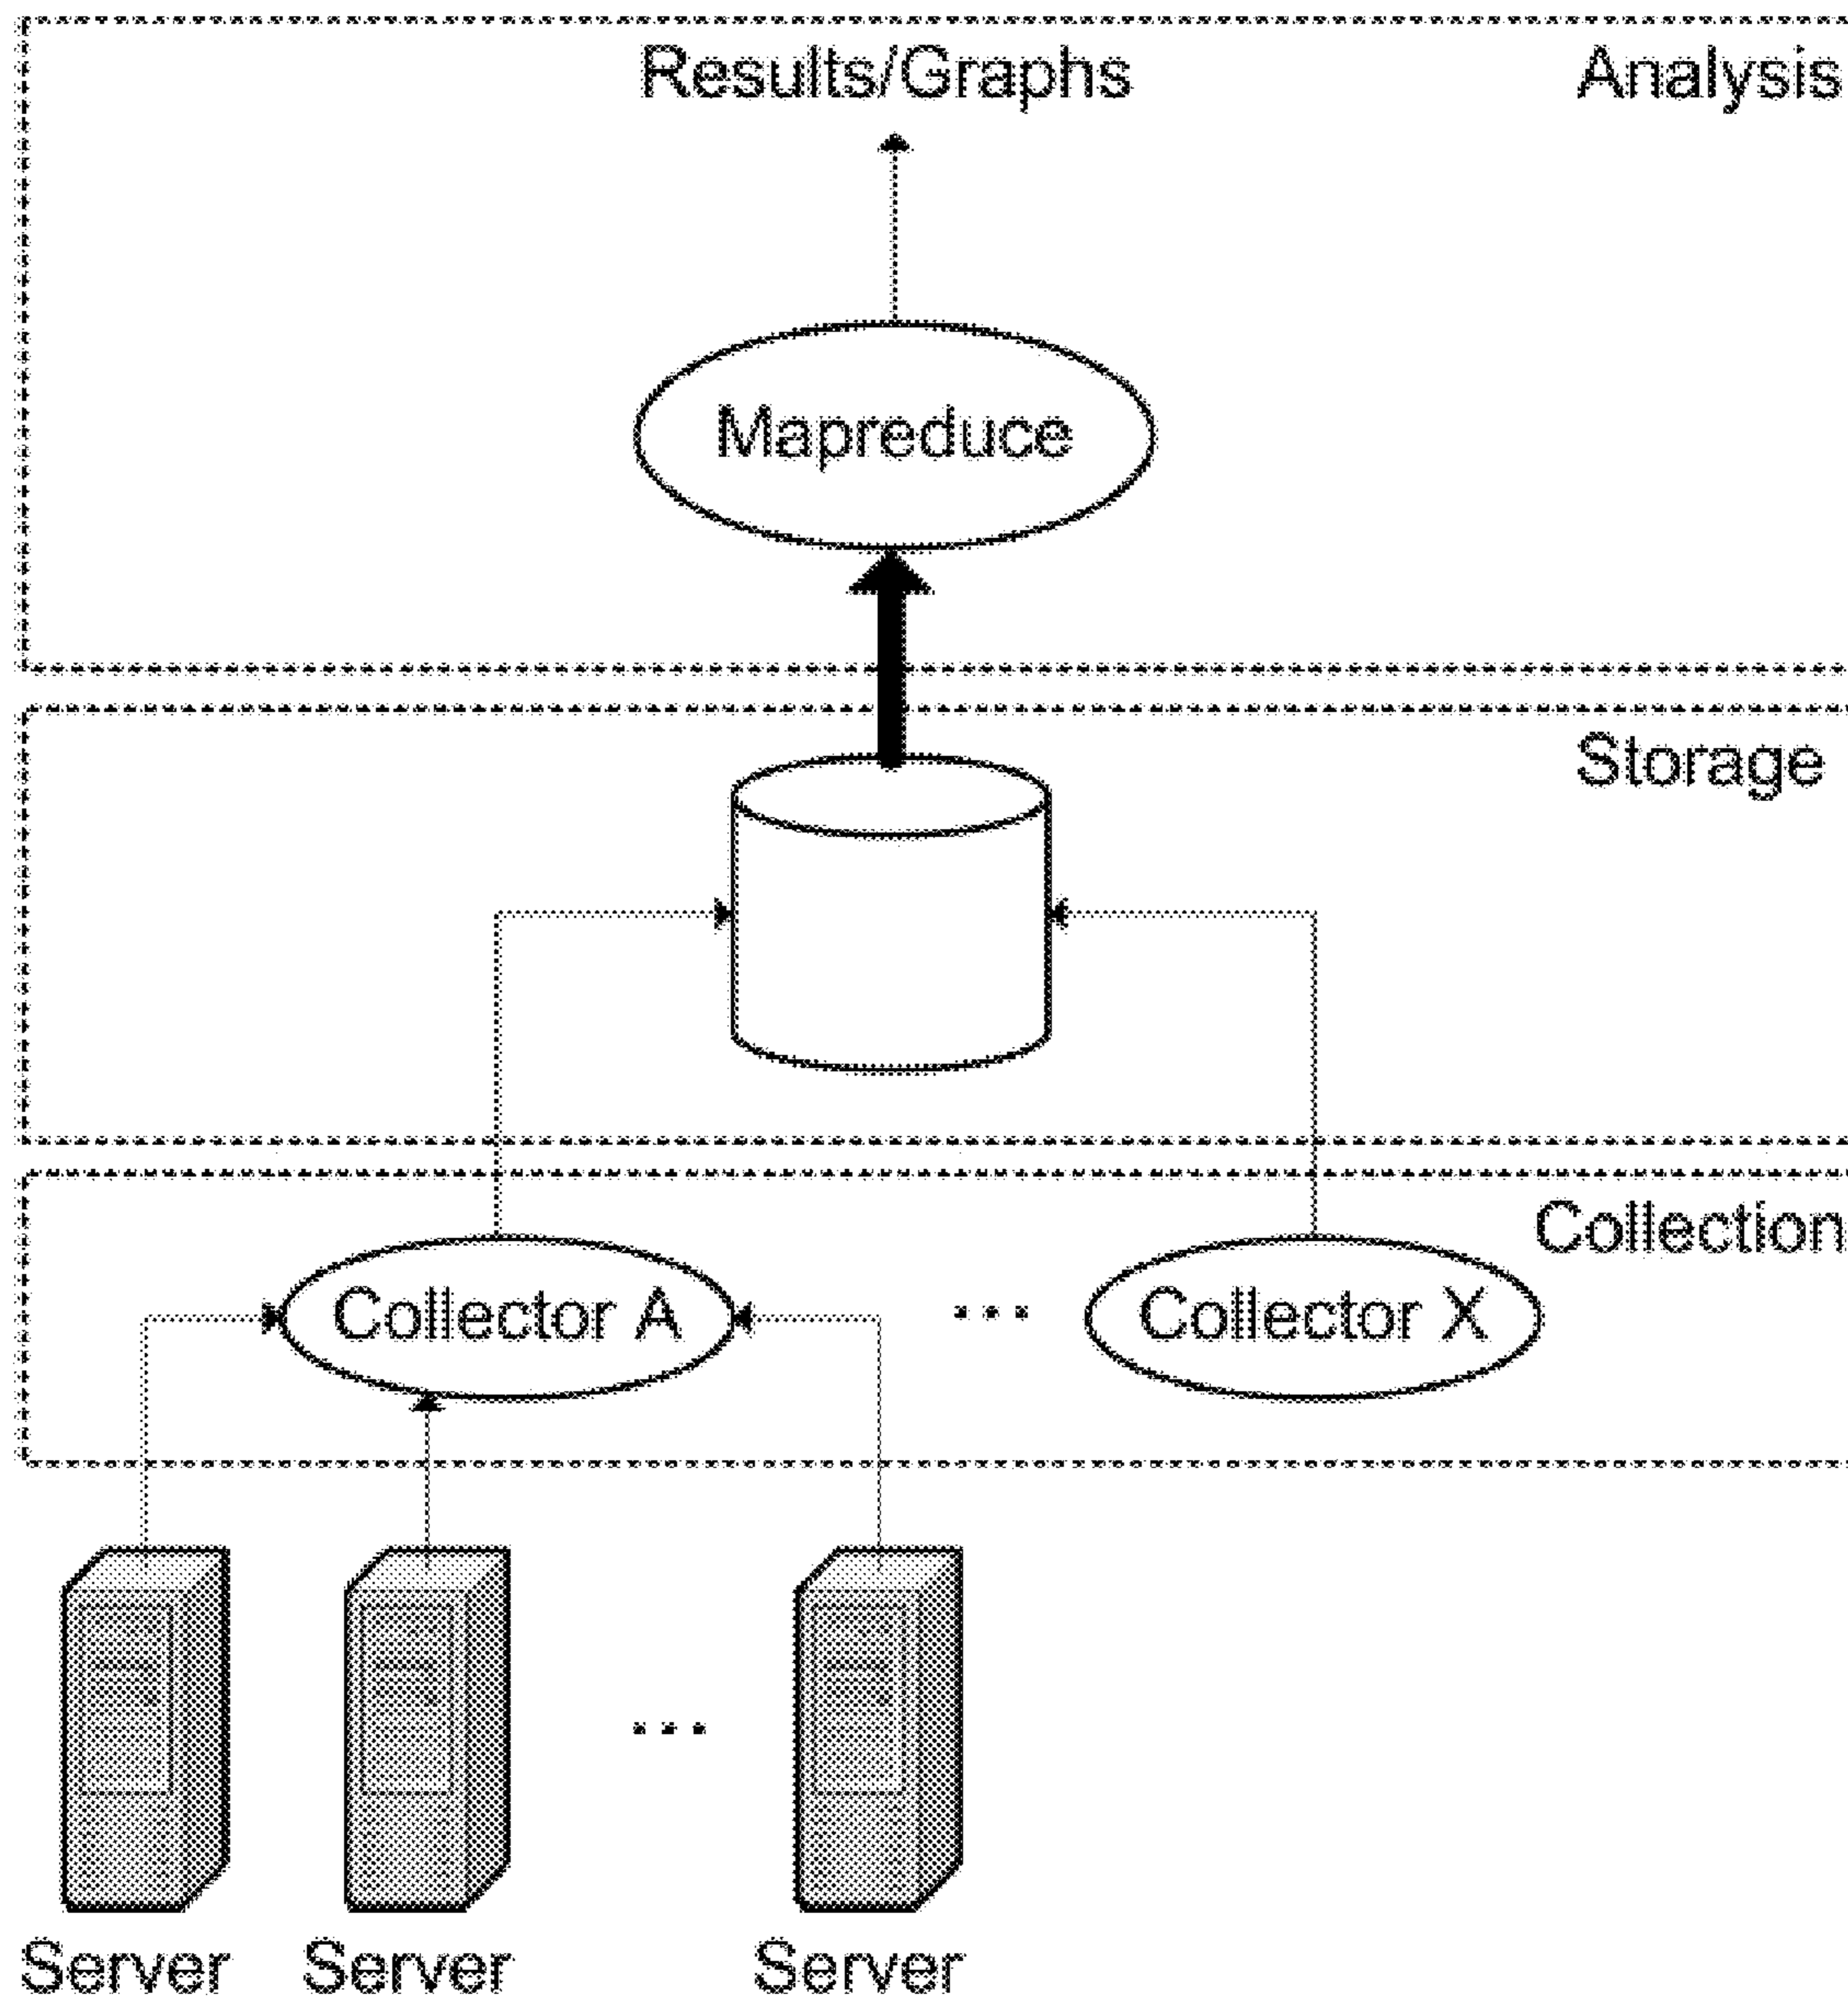 Results/Graphs
Analysis
Mapreduce
Storage
Collection
Collector A
...
Collector X
...
Server
Server
Server